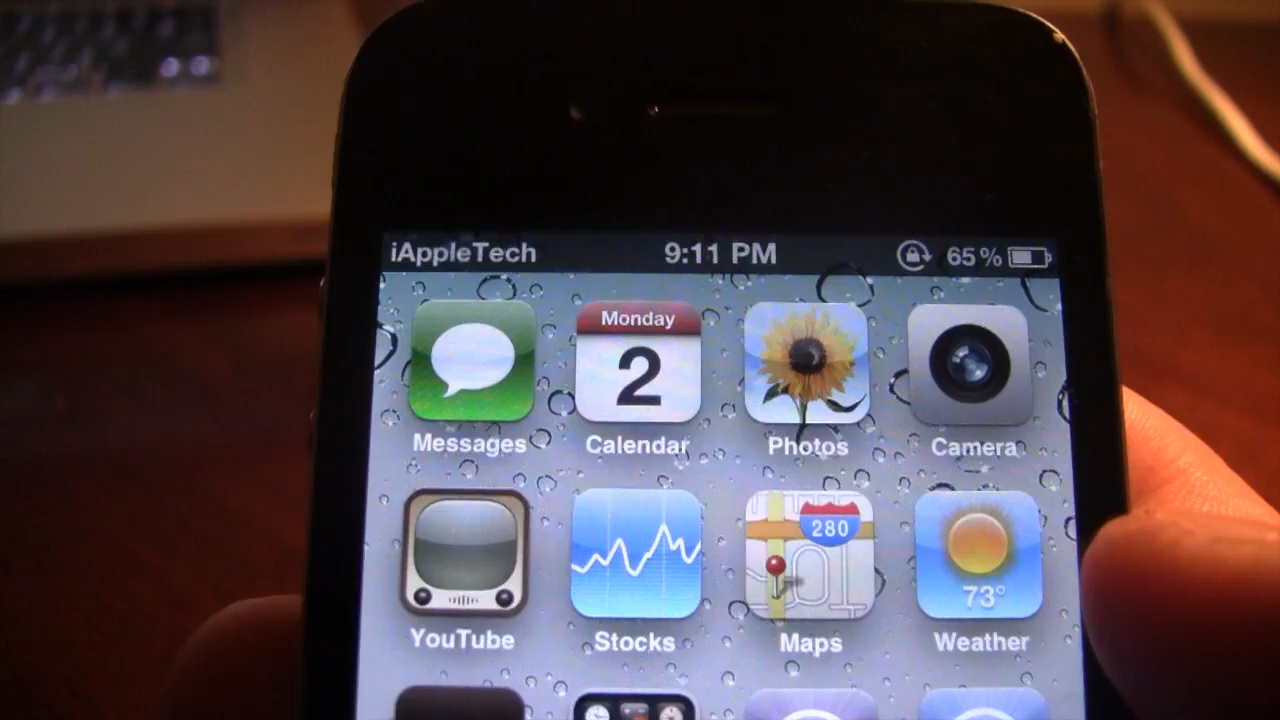 iAppleTech 9:11 PM 65%
Monday
2
Messages Calendar Photos Camera
280
73°
YouTube Stocks Maps Weather